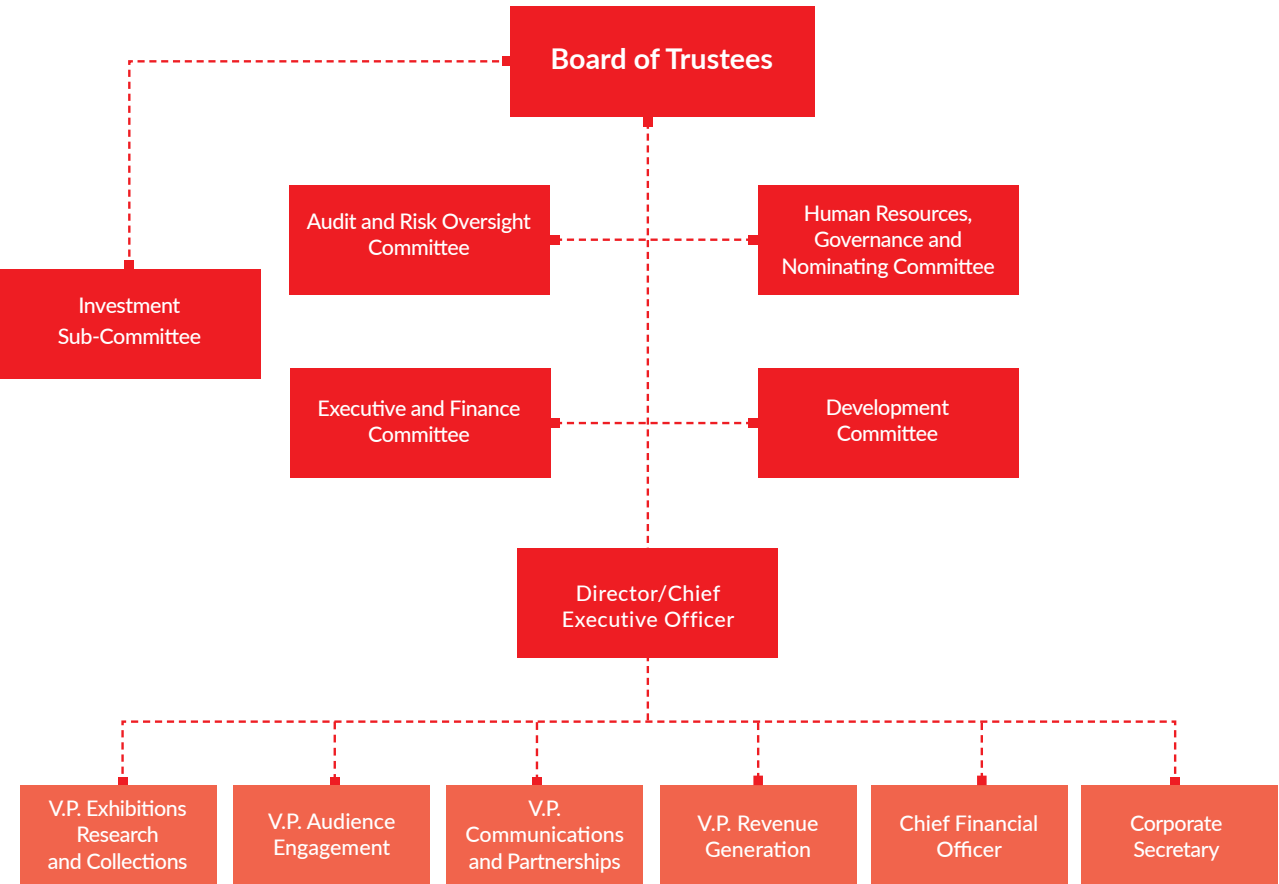 Board of Trustees
Audit and Risk Oversight
Committee
Human Resources,
Governance and
Nominating Committee
Investment
Sub-Committee
Executive and Finance
Committee
Development
Committee
Director/Chief
Executive Officer
V.P. Exhibitions
Research
and Collections
V.P. Audience
Engagement
V.P.
Communications
and Partnerships
V.P. Revenue
Generation
Chief Financial
Officer
Corporate
Secretary